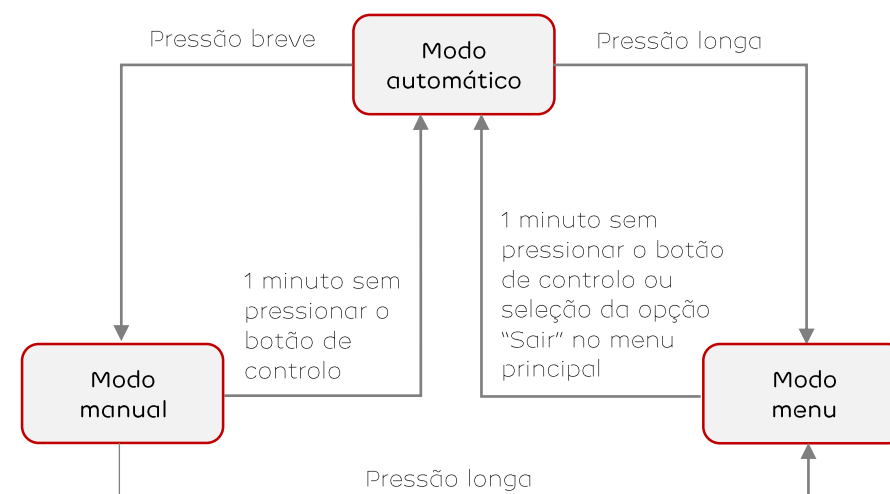 Pressão breve
Modo
automático
Pressão longa
1 minuto sem
pressionar o botão
de controlo ou
seleção da opção
“Sair” no menu
principal
1 minuto sem
pressionar o
botão de
controlo
Modo
manual
Modo
menu
Pressão longa